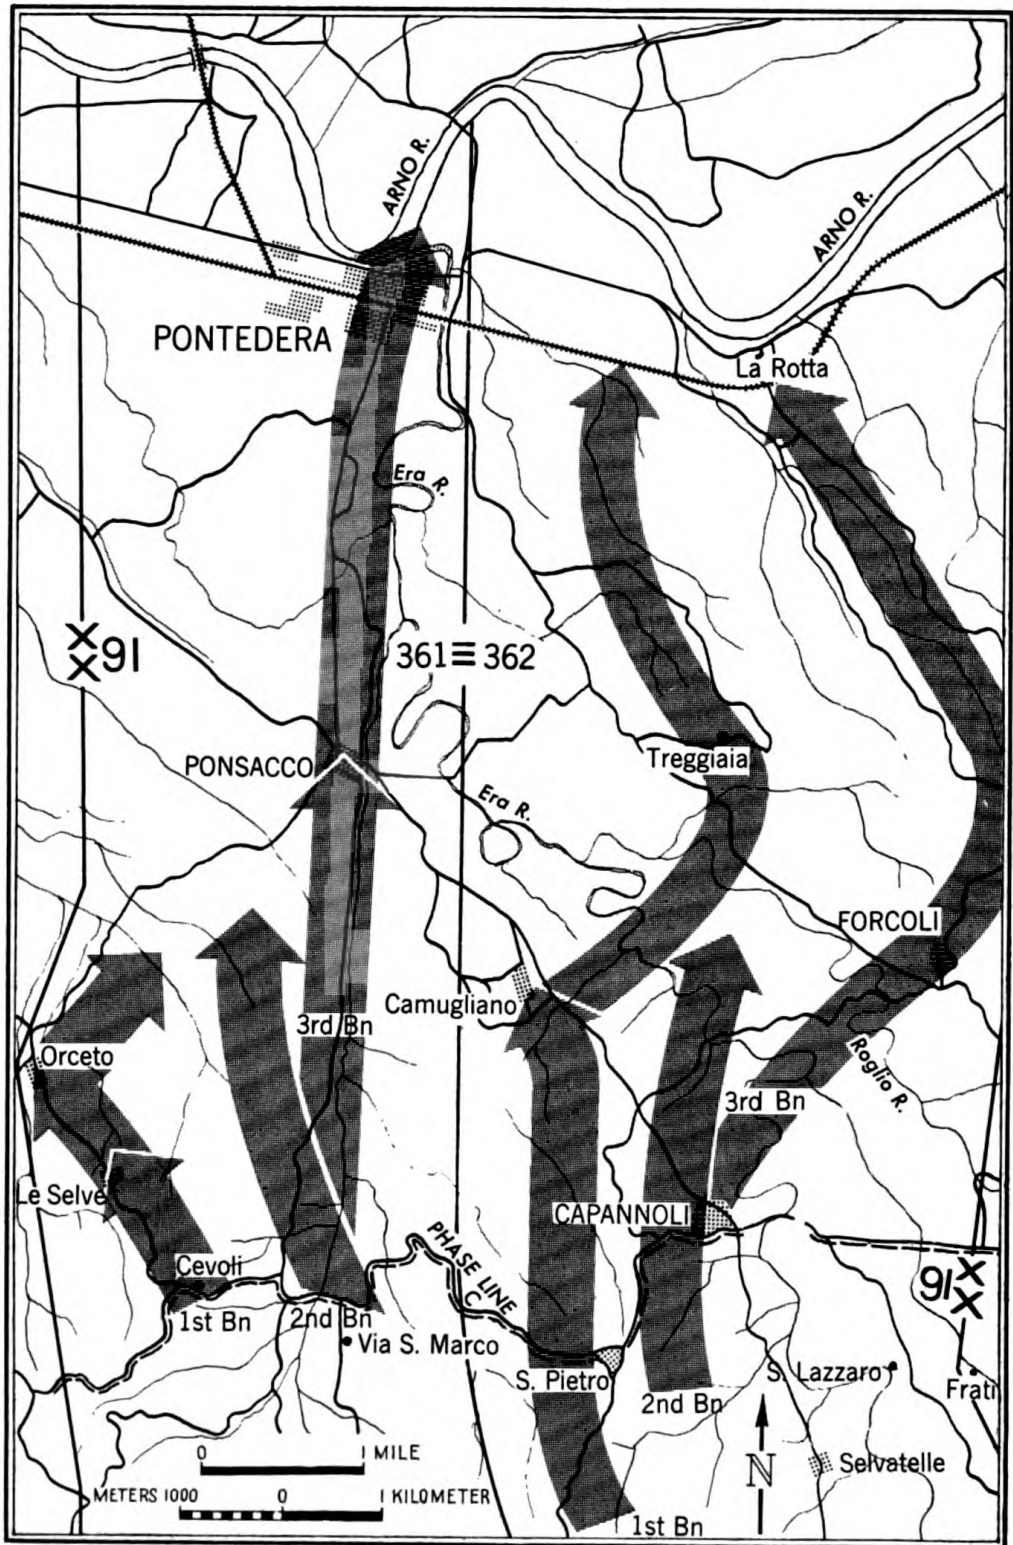 ARNO R.
ARNO R.
PONTEDERA
La Rotta
Era R.
XX 91
361 ☰ 362
PONSACCO
Treggiaia
Era R.
FORCOLI
Camugliano
3rd Bn
Orceto
Roglio R.
3rd Bn
Le Selve
CAPANNOLI
PHASE LINE
C
Cevoli
91 XX
1st Bn
2nd Bn
Via S. Marco
S. Pietro
S. Lazzaro
Frati
2nd Bn
0 1 MILE
N
Selvatelle
METERS 1000 0 1 KILOMETER
1st Bn